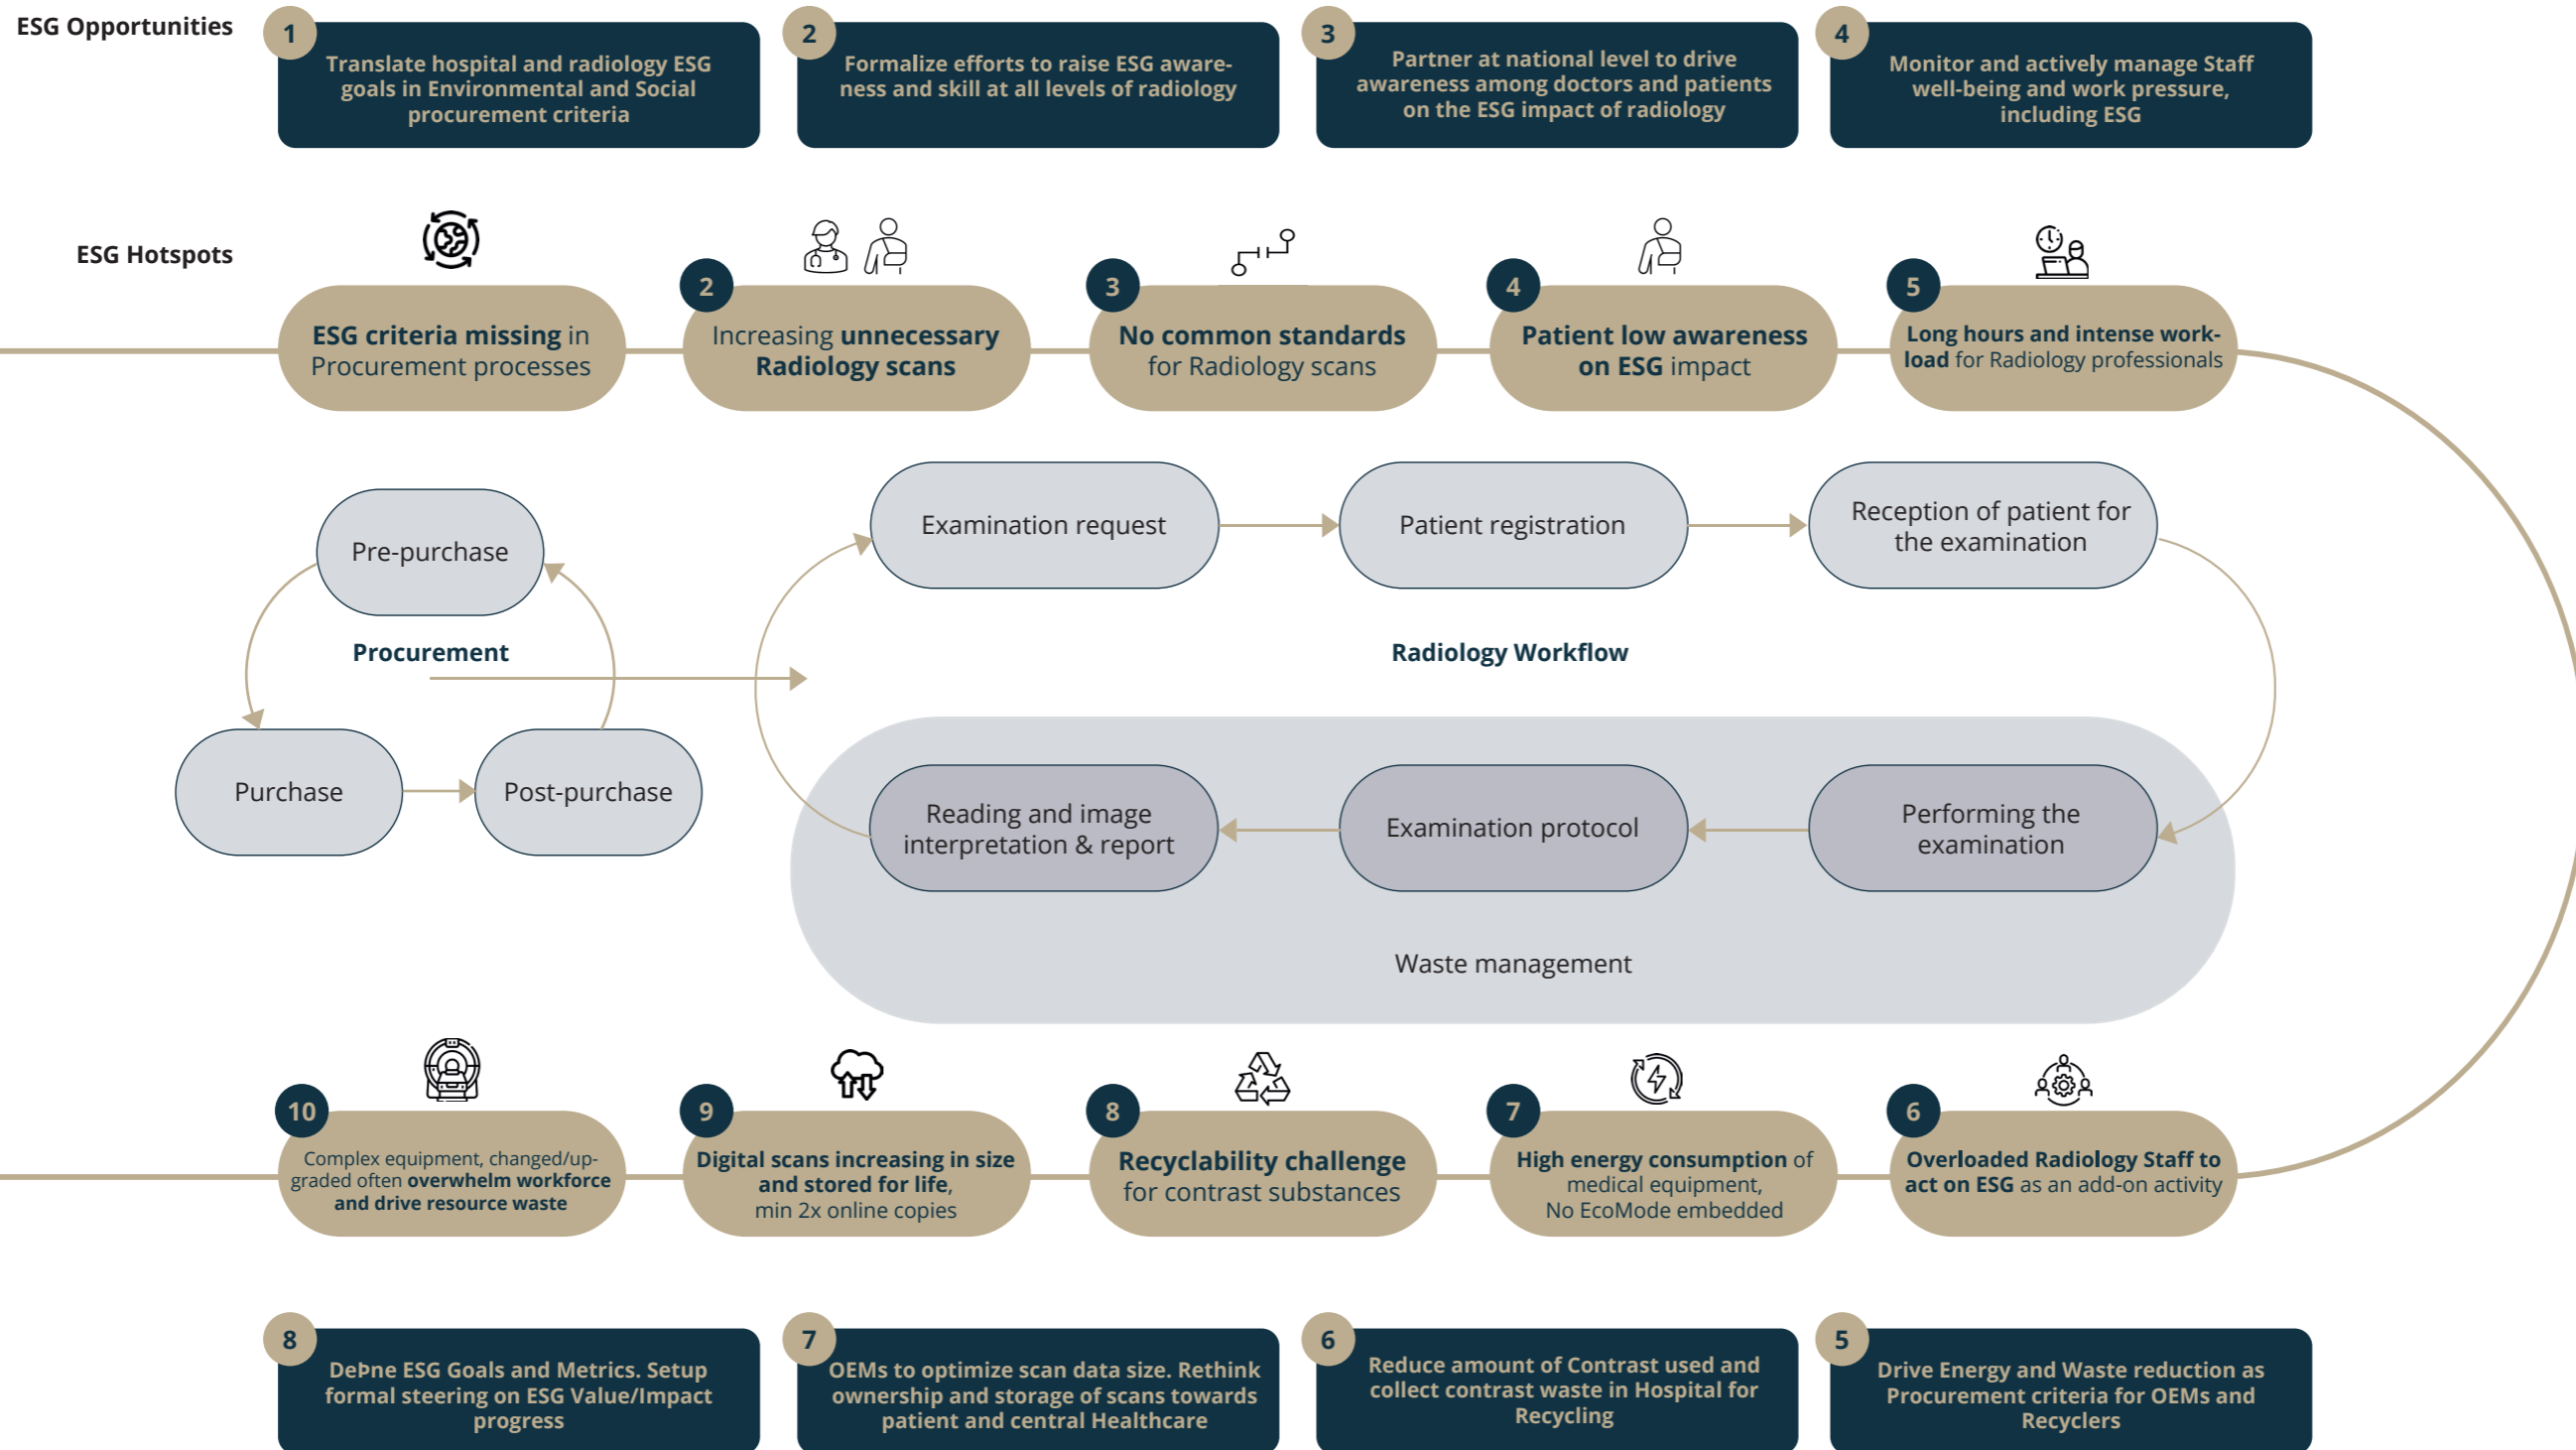 ESG Opportunities
1
Translate hospital and radiology ESG
goals in Environmental and Social
procurement criteria
2
Formalize efforts to raise ESG aware-
ness and skill at all levels of radiology
3
Partner at national level to drive
awareness among doctors and patients
on the ESG impact of radiology
4
Monitor and actively manage Staff
well-being and work pressure,
including ESG
ESG Hotspots
ESG criteria missing in
Procurement processes
2
Increasing unnecessary
Radiology scans
3
No common standards
for Radiology scans
4
Patient low awareness
on ESG impact
5
Long hours and intense work-
load for Radiology professionals
Pre-purchase
Procurement
Purchase
Post-purchase
Examination request
Patient registration
Reception of patient for
the examination
Radiology Workflow
Reading and image
interpretation & report
Examination protocol
Performing the
examination
Waste management
10
Complex equipment, changed/up-
graded often overwhelm workforce
and drive resource waste
9
Digital scans increasing in size
and stored for life,
min 2x online copies
8
Recyclability challenge
for contrast substances
7
High energy consumption of
medical equipment,
No EcoMode embedded
6
Overloaded Radiology Staff to
act on ESG as an add-on activity
8
DeÞne ESG Goals and Metrics. Setup
formal steering on ESG Value/Impact
progress
7
OEMs to optimize scan data size. Rethink
ownership and storage of scans towards
patient and central Healthcare
6
Reduce amount of Contrast used and
collect contrast waste in Hospital for
Recycling
5
Drive Energy and Waste reduction as
Procurement criteria for OEMs and
Recyclers